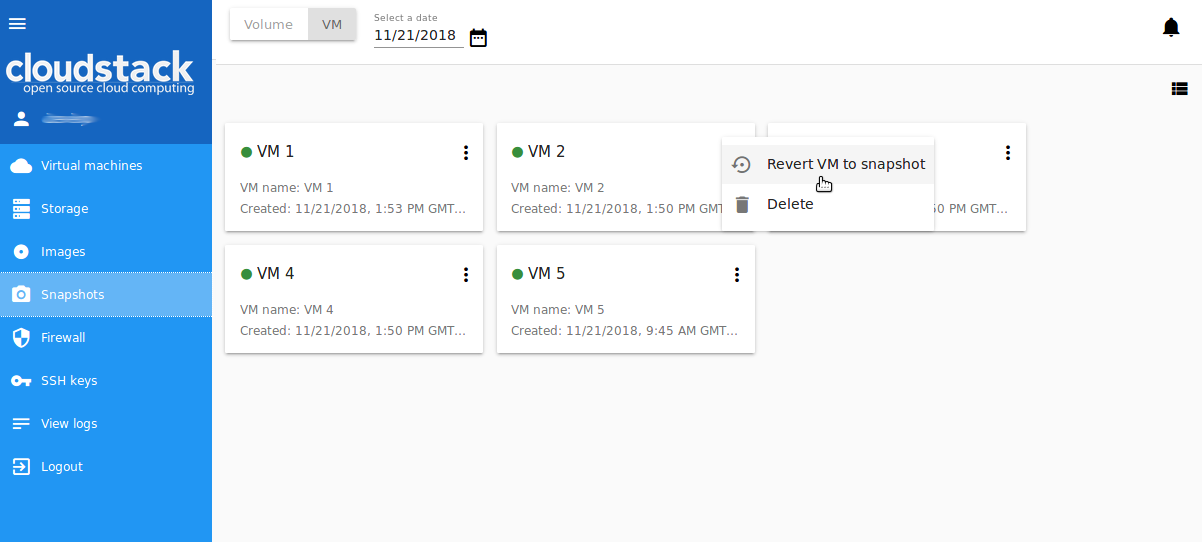 Volume
VM
Select a date
11/21/2018
cloudstack
open source cloud computing
Virtual machines
Storage
Images
Snapshots
Firewall
SSH keys
View logs
Logout
VM 1
VM name: VM 1
Created: 11/21/2018, 1:53 PM GMT...
VM 2
VM name: VM 2
Created: 11/21/2018, 1:50 PM GMT
Revert VM to snapshot
Delete
50 PM GMT...
VM 4
VM name: VM 4
Created: 11/21/2018, 1:50 PM GMT...
VM 5
VM name: VM 5
Created: 11/21/2018, 9:45 AM GMT...